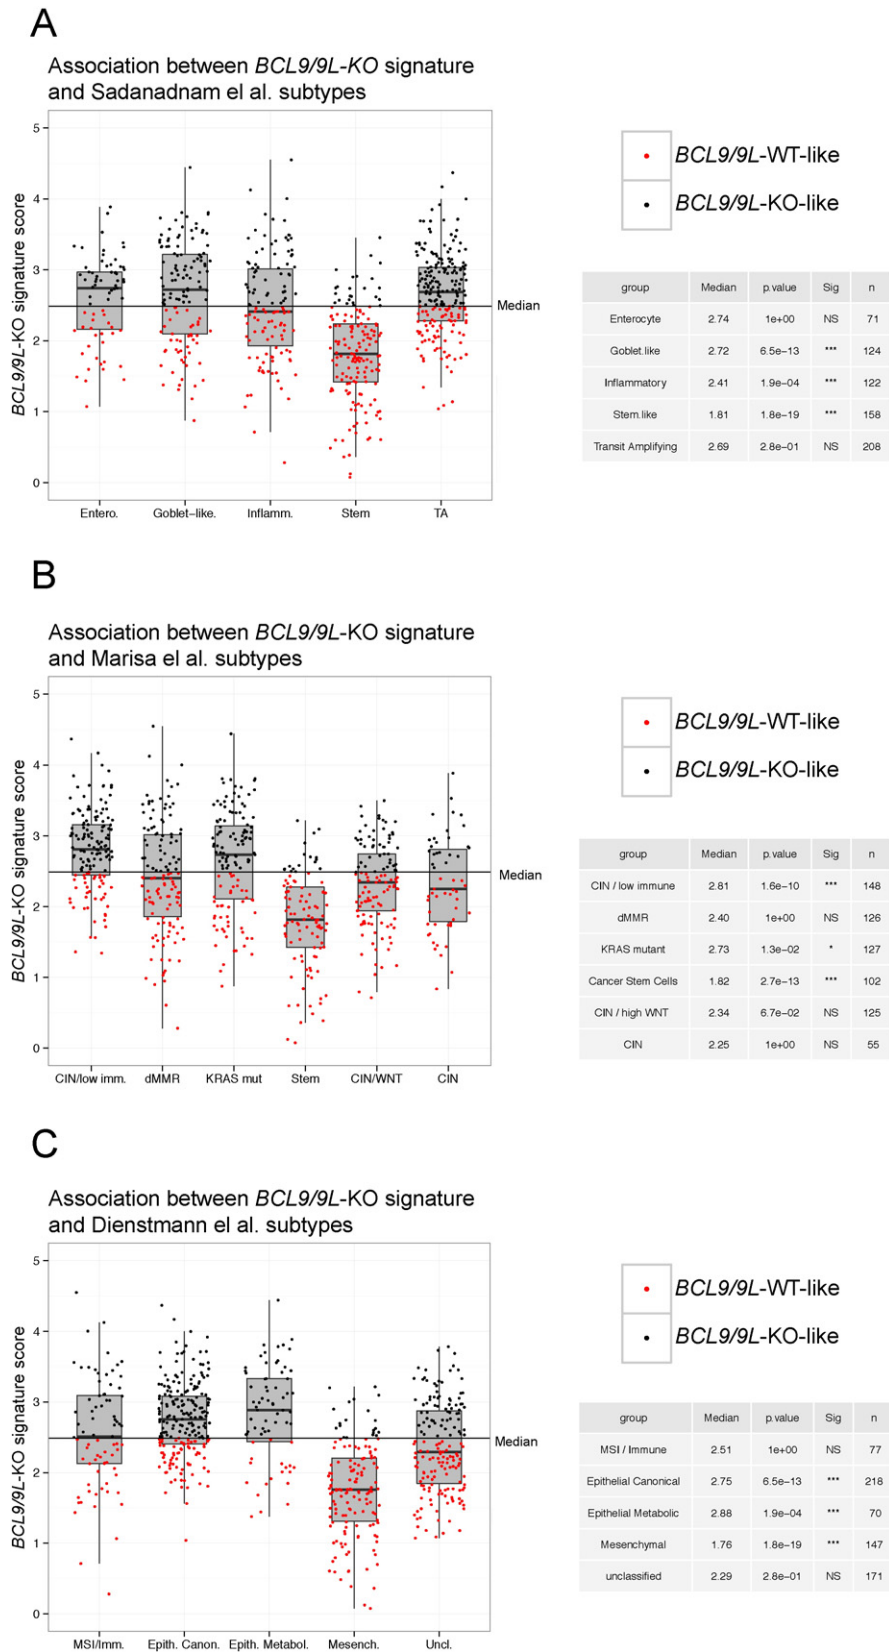 A
Association between BCL9/9L-KO signature
and Sadanadnam el al. subtypes
BCL9/9L-KO signature score
5
4
3
2
1
0
Median
Entero. Goblet-like. Inflamm. Stem TA
BCL9/9L-WT-like
BCL9/9L-KO-like
group Median p.value Sig n
Enterocyte 2.74 1e+00 NS 71
Goblet.like 2.72 6.5e-13 *** 124
Inflammatory 2.41 1.9e-04 *** 122
Stem.like 1.81 1.8e-19 *** 158
Transit Amplifying 2.69 2.8e-01 NS 208
B
Association between BCL9/9L-KO signature
and Marisa el al. subtypes
BCL9/9L-KO signature score
5
4
3
2
1
0
Median
CIN/low imm. dMMR KRAS mut Stem CIN/WNT CIN
BCL9/9L-WT-like
BCL9/9L-KO-like
group Median p.value Sig n
CIN / low immune 2.81 1.6e-10 *** 148
dMMR 2.40 1e+00 NS 126
KRAS mutant 2.73 1.3e-02 * 127
Cancer Stem Cells 1.82 2.7e-13 *** 102
CIN / high WNT 2.34 6.7e-02 NS 125
CIN 2.25 1e+00 NS 55
C
Association between BCL9/9L-KO signature
and Dienstmann el al. subtypes
BCL9/9L-KO signature score
5
4
3
2
1
0
Median
MSI/Imm. Epith. Canon. Epith. Metabol. Mesench. Uncl.
BCL9/9L-WT-like
BCL9/9L-KO-like
group Median p.value Sig n
MSI / Immune 2.51 1e+00 NS 77
Epithelial Canonical 2.75 6.5e-13 *** 218
Epithelial Metabolic 2.88 1.9e-04 *** 70
Mesenchymal 1.76 1.8e-19 *** 147
unclassified 2.29 2.8e-01 NS 171